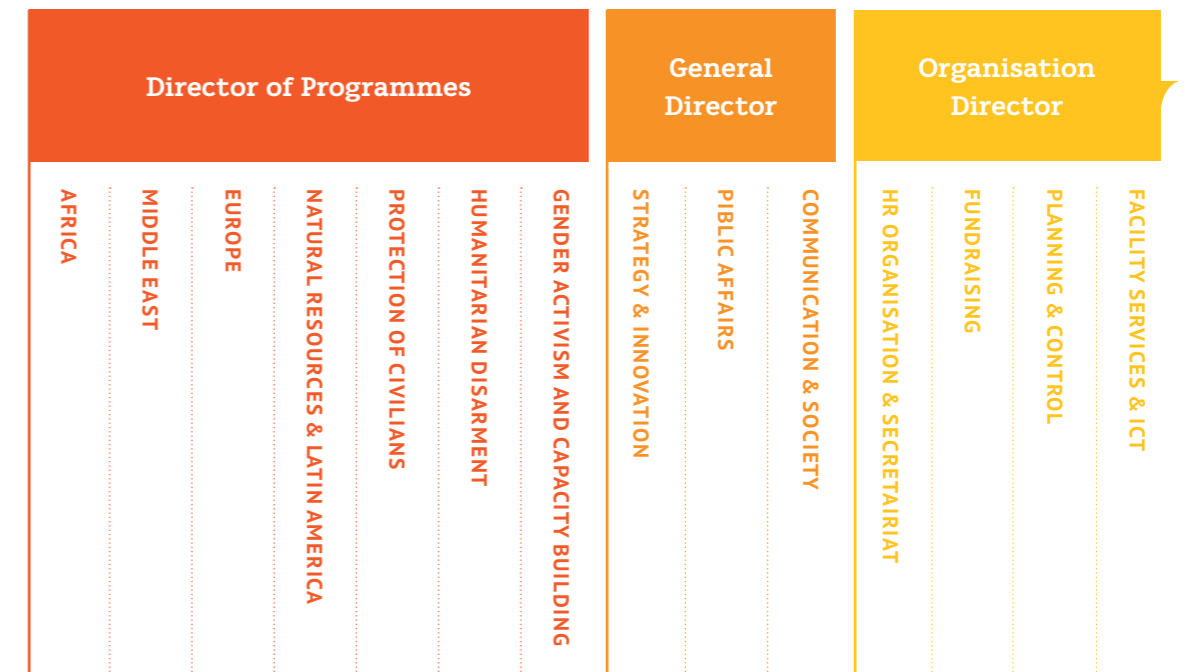 Director of Programmes
AFRICA
MIDDLE EAST
EUROPE
NATURAL RESOURCES & LATIN AMERICA
PROTECTION OF CIVILIANS
HUMANITARIAN DISARMENT
GENDER ACTIVISM AND CAPACITY BUILDING
General
Director
STRATEGY & INNOVATION
PIBLIC AFFAIRS
COMMUNICATION & SOCIETY
Organisation
Director
HR ORGANISATION & SECRETAIRIAT
FUNDRAISING
PLANNING & CONTROL
FACILITY SERVICES & ICT